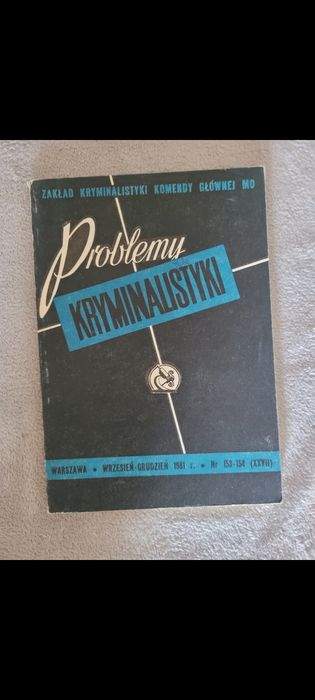 ZAKŁAD KRYMINALISTYKI KOMENDY GŁÓWNEJ MO
Problemy
KRYMINALISTYKI
WARSZAWA • WRZESIEŃ-GRUDZIEŃ 1981 r. • Nr 153-154 (XXVII)